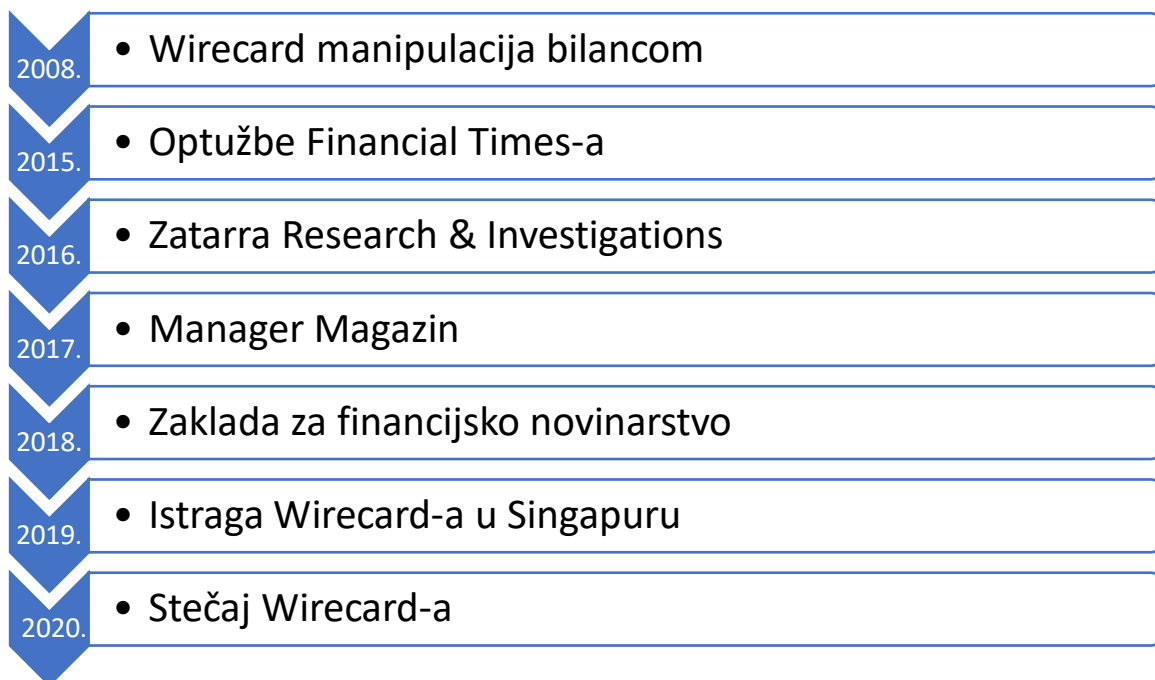 2008.
• Wirecard manipulacija bilancom
2015.
• Optužbe Financial Times-a
2016.
• Zatarra Research & Investigations
2017.
• Manager Magazin
2018.
• Zaklada za financijsko novinarstvo
2019.
• Istraga Wirecard-a u Singapuru
2020.
• Stečaj Wirecard-a